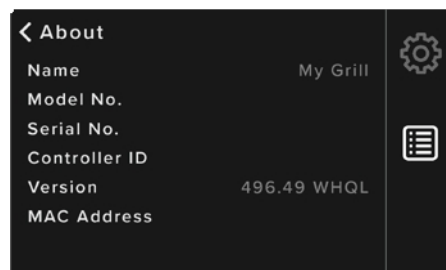 About
Name My Grill
Model No.
Serial No.
Controller ID
Version 496.49 WHQL
MAC Address